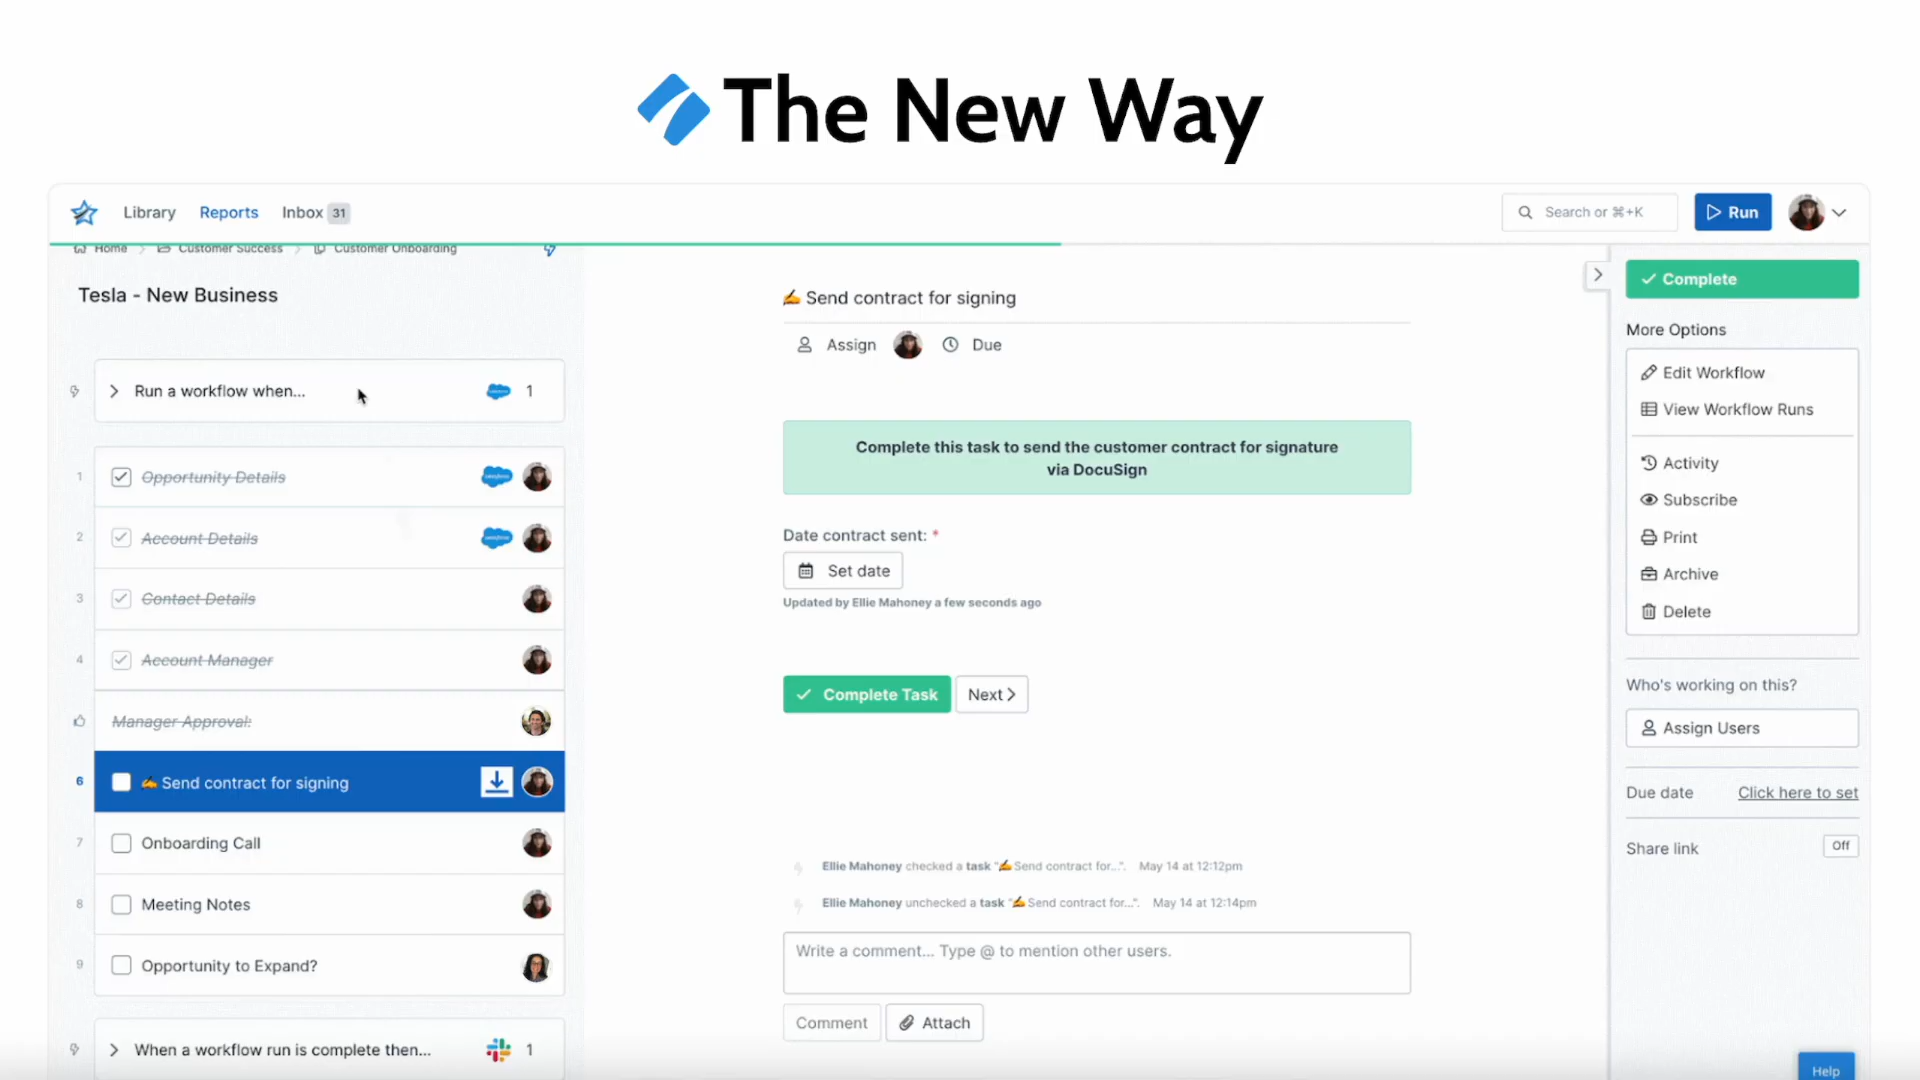 The New Way
Library Reports Inbox 31
Search or ⌘+K
Run
Home Customer Success Customer Onboarding
Tesla - New Business
Run a workflow when... 1
1 Opportunity Details
2 Account Details
3 Contact Details
4 Account Manager
Manager Approval:
6 ✍️ Send contract for signing
7 Onboarding Call
8 Meeting Notes
9 Opportunity to Expand?
When a workflow run is complete then... 1
✍️ Send contract for signing
Assign Due
Complete this task to send the customer contract for signature
via DocuSign
Date contract sent: *
Set date
Updated by Ellie Mahoney a few seconds ago
Complete Task Next
Ellie Mahoney checked a task "✍️Send contract for...". May 14 at 12:12pm
Ellie Mahoney unchecked a task "✍️Send contract for...". May 14 at 12:14pm
Write a comment... Type @ to mention other users.
Comment Attach
Complete
More Options
Edit Workflow
View Workflow Runs
Activity
Subscribe
Print
Archive
Delete
Who's working on this?
Assign Users
Due date Click here to set
Share link Off
Help